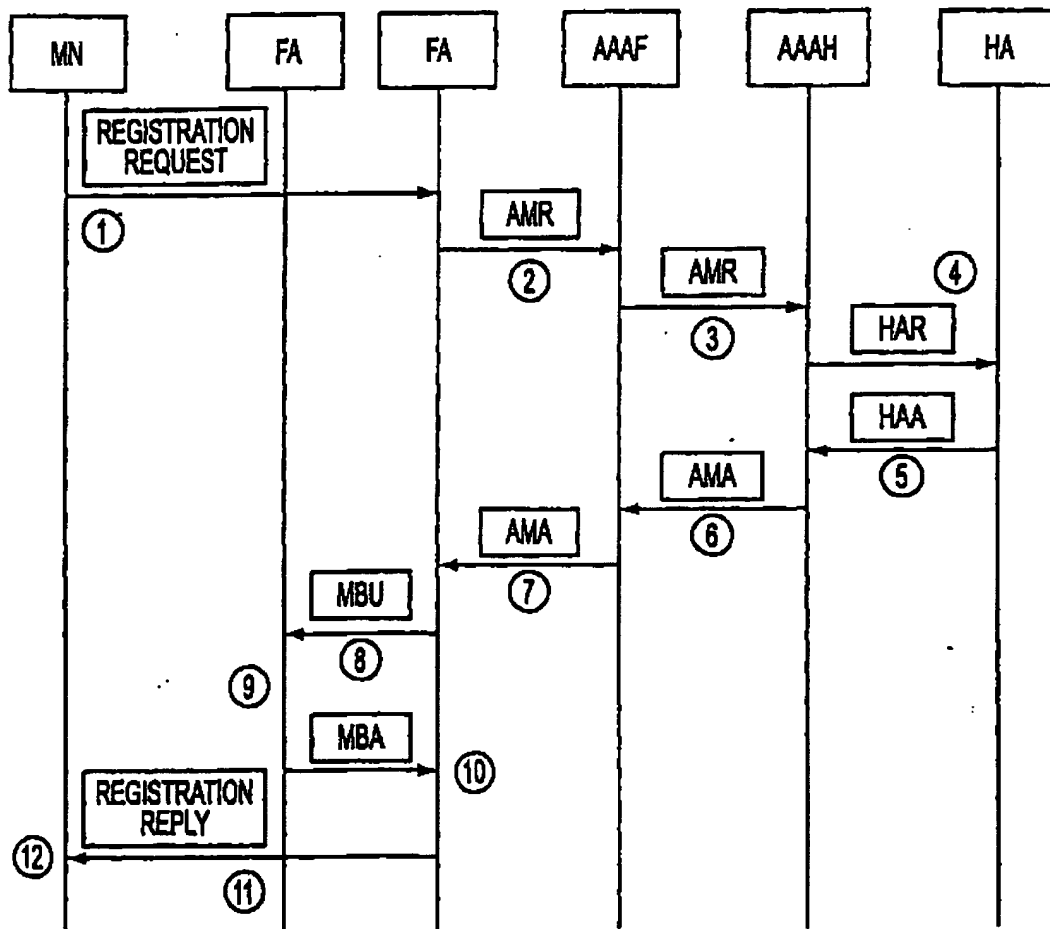 MN
FA
FA
AAAF
AAAH
HA
REGISTRATION
REQUEST
1
AMR
2
AMR
3
4
HAR
HAA
5
AMA
6
AMA
7
MBU
8
9
MBA
10
REGISTRATION
REPLY
12
11